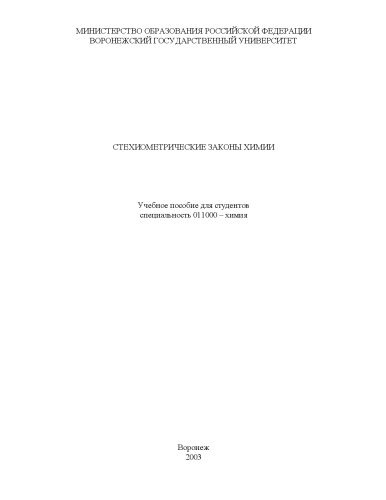 МИНИСТЕРСТВО ОБРАЗОВАНИЯ РОССИЙСКОЙ ФЕДЕРАЦИИ
ВОРОНЕЖСКИЙ ГОСУДАРСТВЕННЫЙ УНИВЕРСИТЕТ
СТЕХИОМЕТРИЧЕСКИЕ ЗАКОНЫ ХИМИИ
Учебное пособие для студентов
специальность 011000 – химия
Воронеж
2003